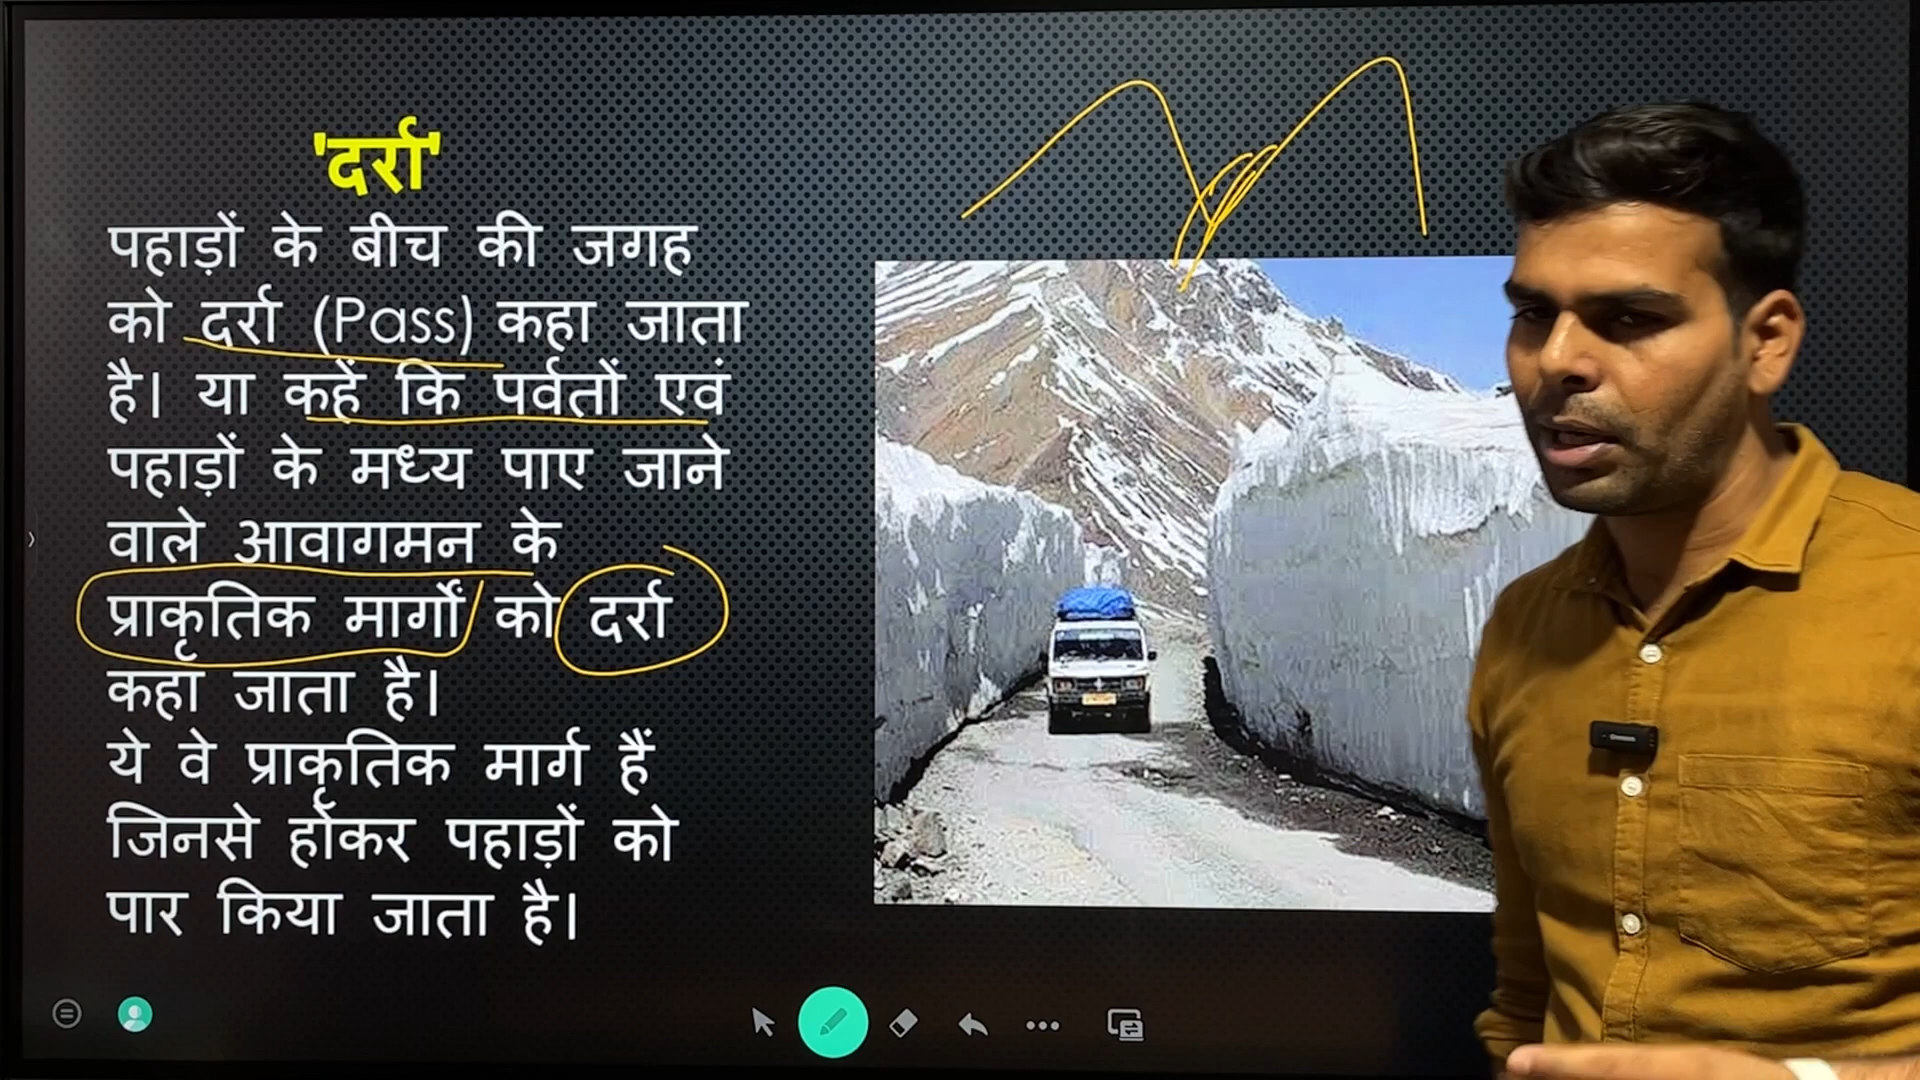 'दर्रा'
पहाड़ों के बीच की जगह
को दर्रा (Pass) कहा जाता
है। या कहें कि पर्वतों एवं
पहाड़ों के मध्य पाए जाने
वाले आवागमन के
प्राकृतिक मार्गों को दर्रा
कहा जाता है।
ये वे प्राकृतिक मार्ग हैं
जिनसे होकर पहाड़ों को
पार किया जाता है।